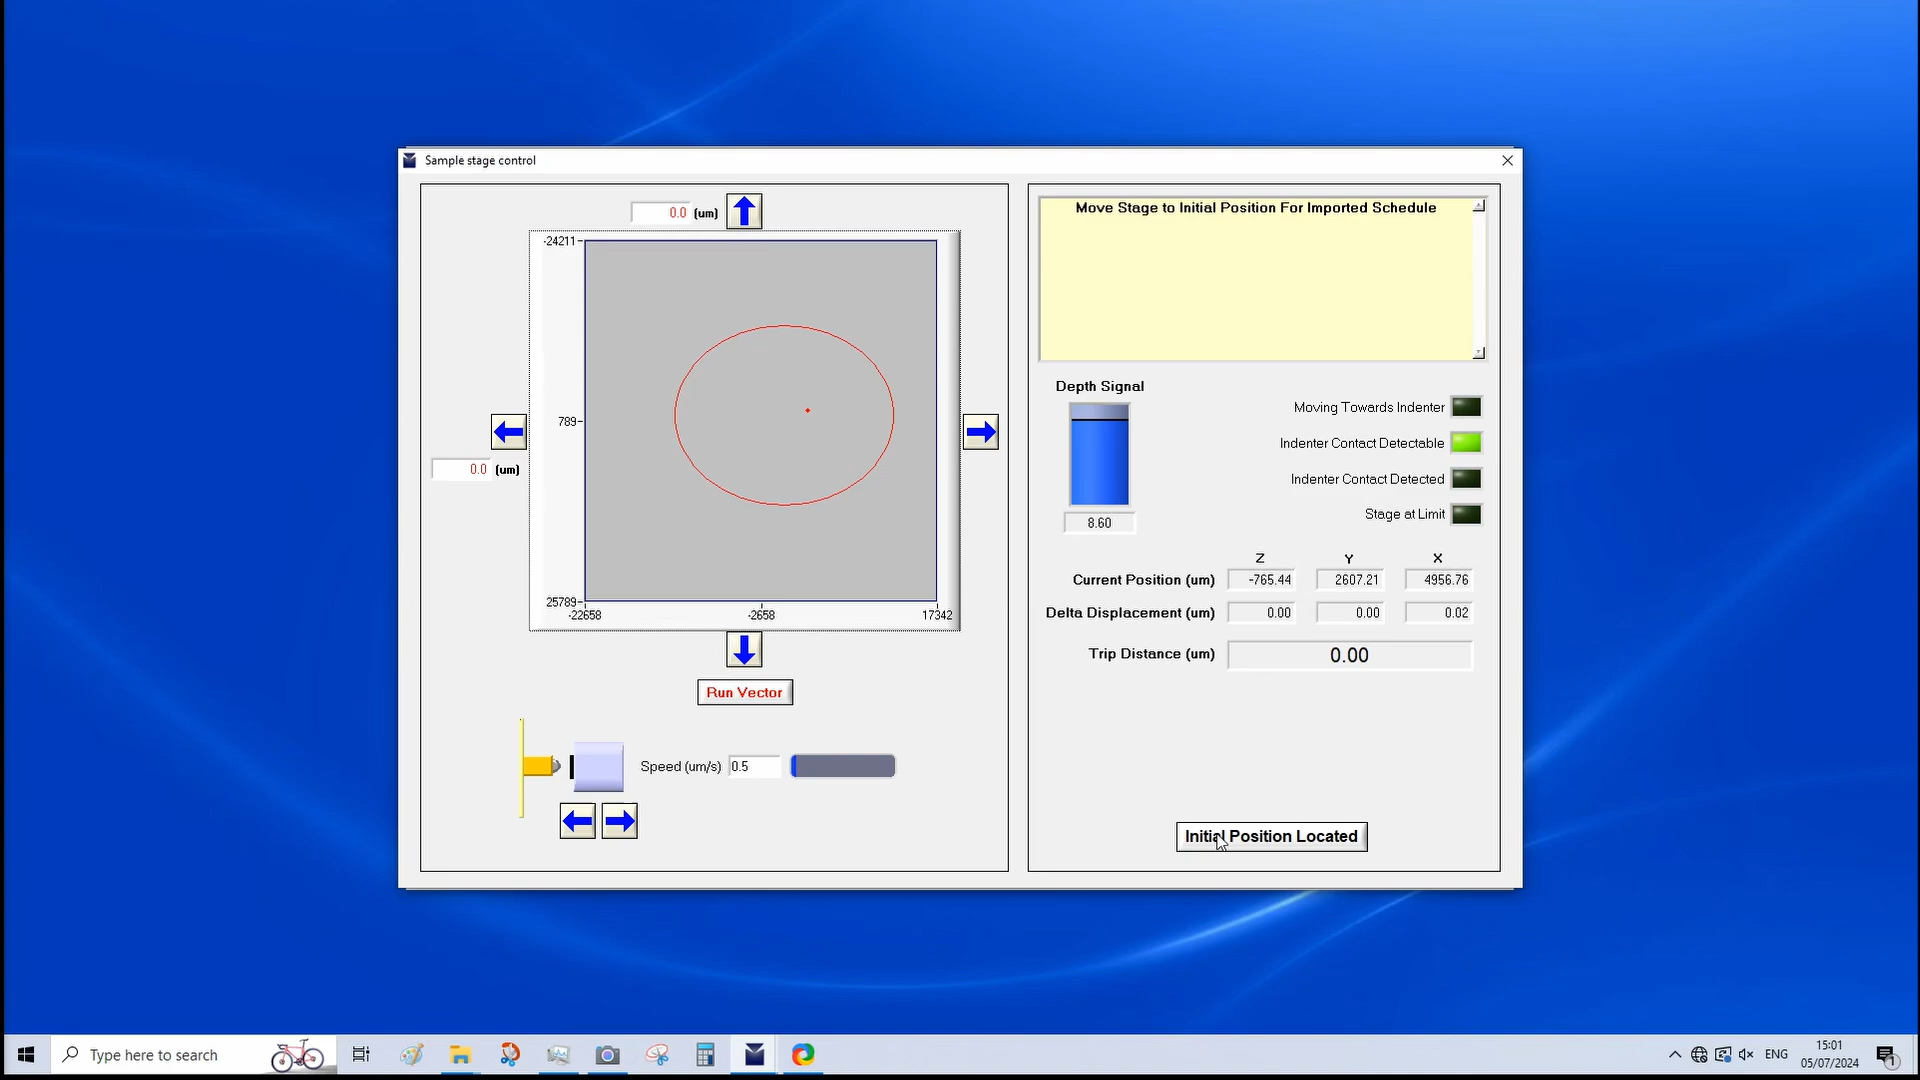 Sample stage control
0.0 (um)
-24211
789
25789
-22658 -2658 17342
0.0 (um)
Run Vector
Speed (um/s) 0.5
Move Stage to Initial Position For Imported Schedule
Depth Signal
8.60
Moving Towards Indenter
Indenter Contact Detectable
Indenter Contact Detected
Stage at Limit
Z Y X
Current Position (um) -765.44 2607.21 4956.76
Delta Displacement (um) 0.00 0.00 0.02
Trip Distance (um) 0.00
Initial Position Located
Type here to search
ENG
15:01
05/07/2024
1